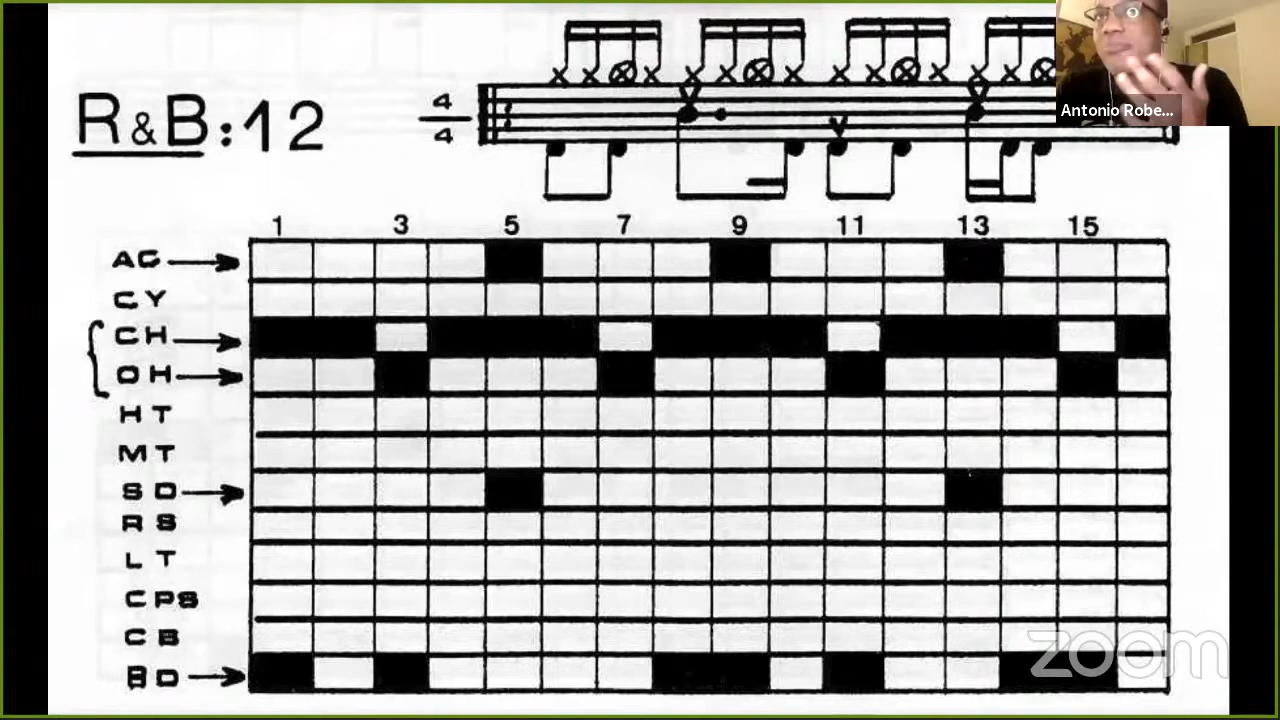 Antonio Robe...
R&B:12
4
4
1 3 5 7 9 11 13 15
AC
CY
CH
OH
HT
MT
SD
RS
LT
CPS
CB
BD
zoom